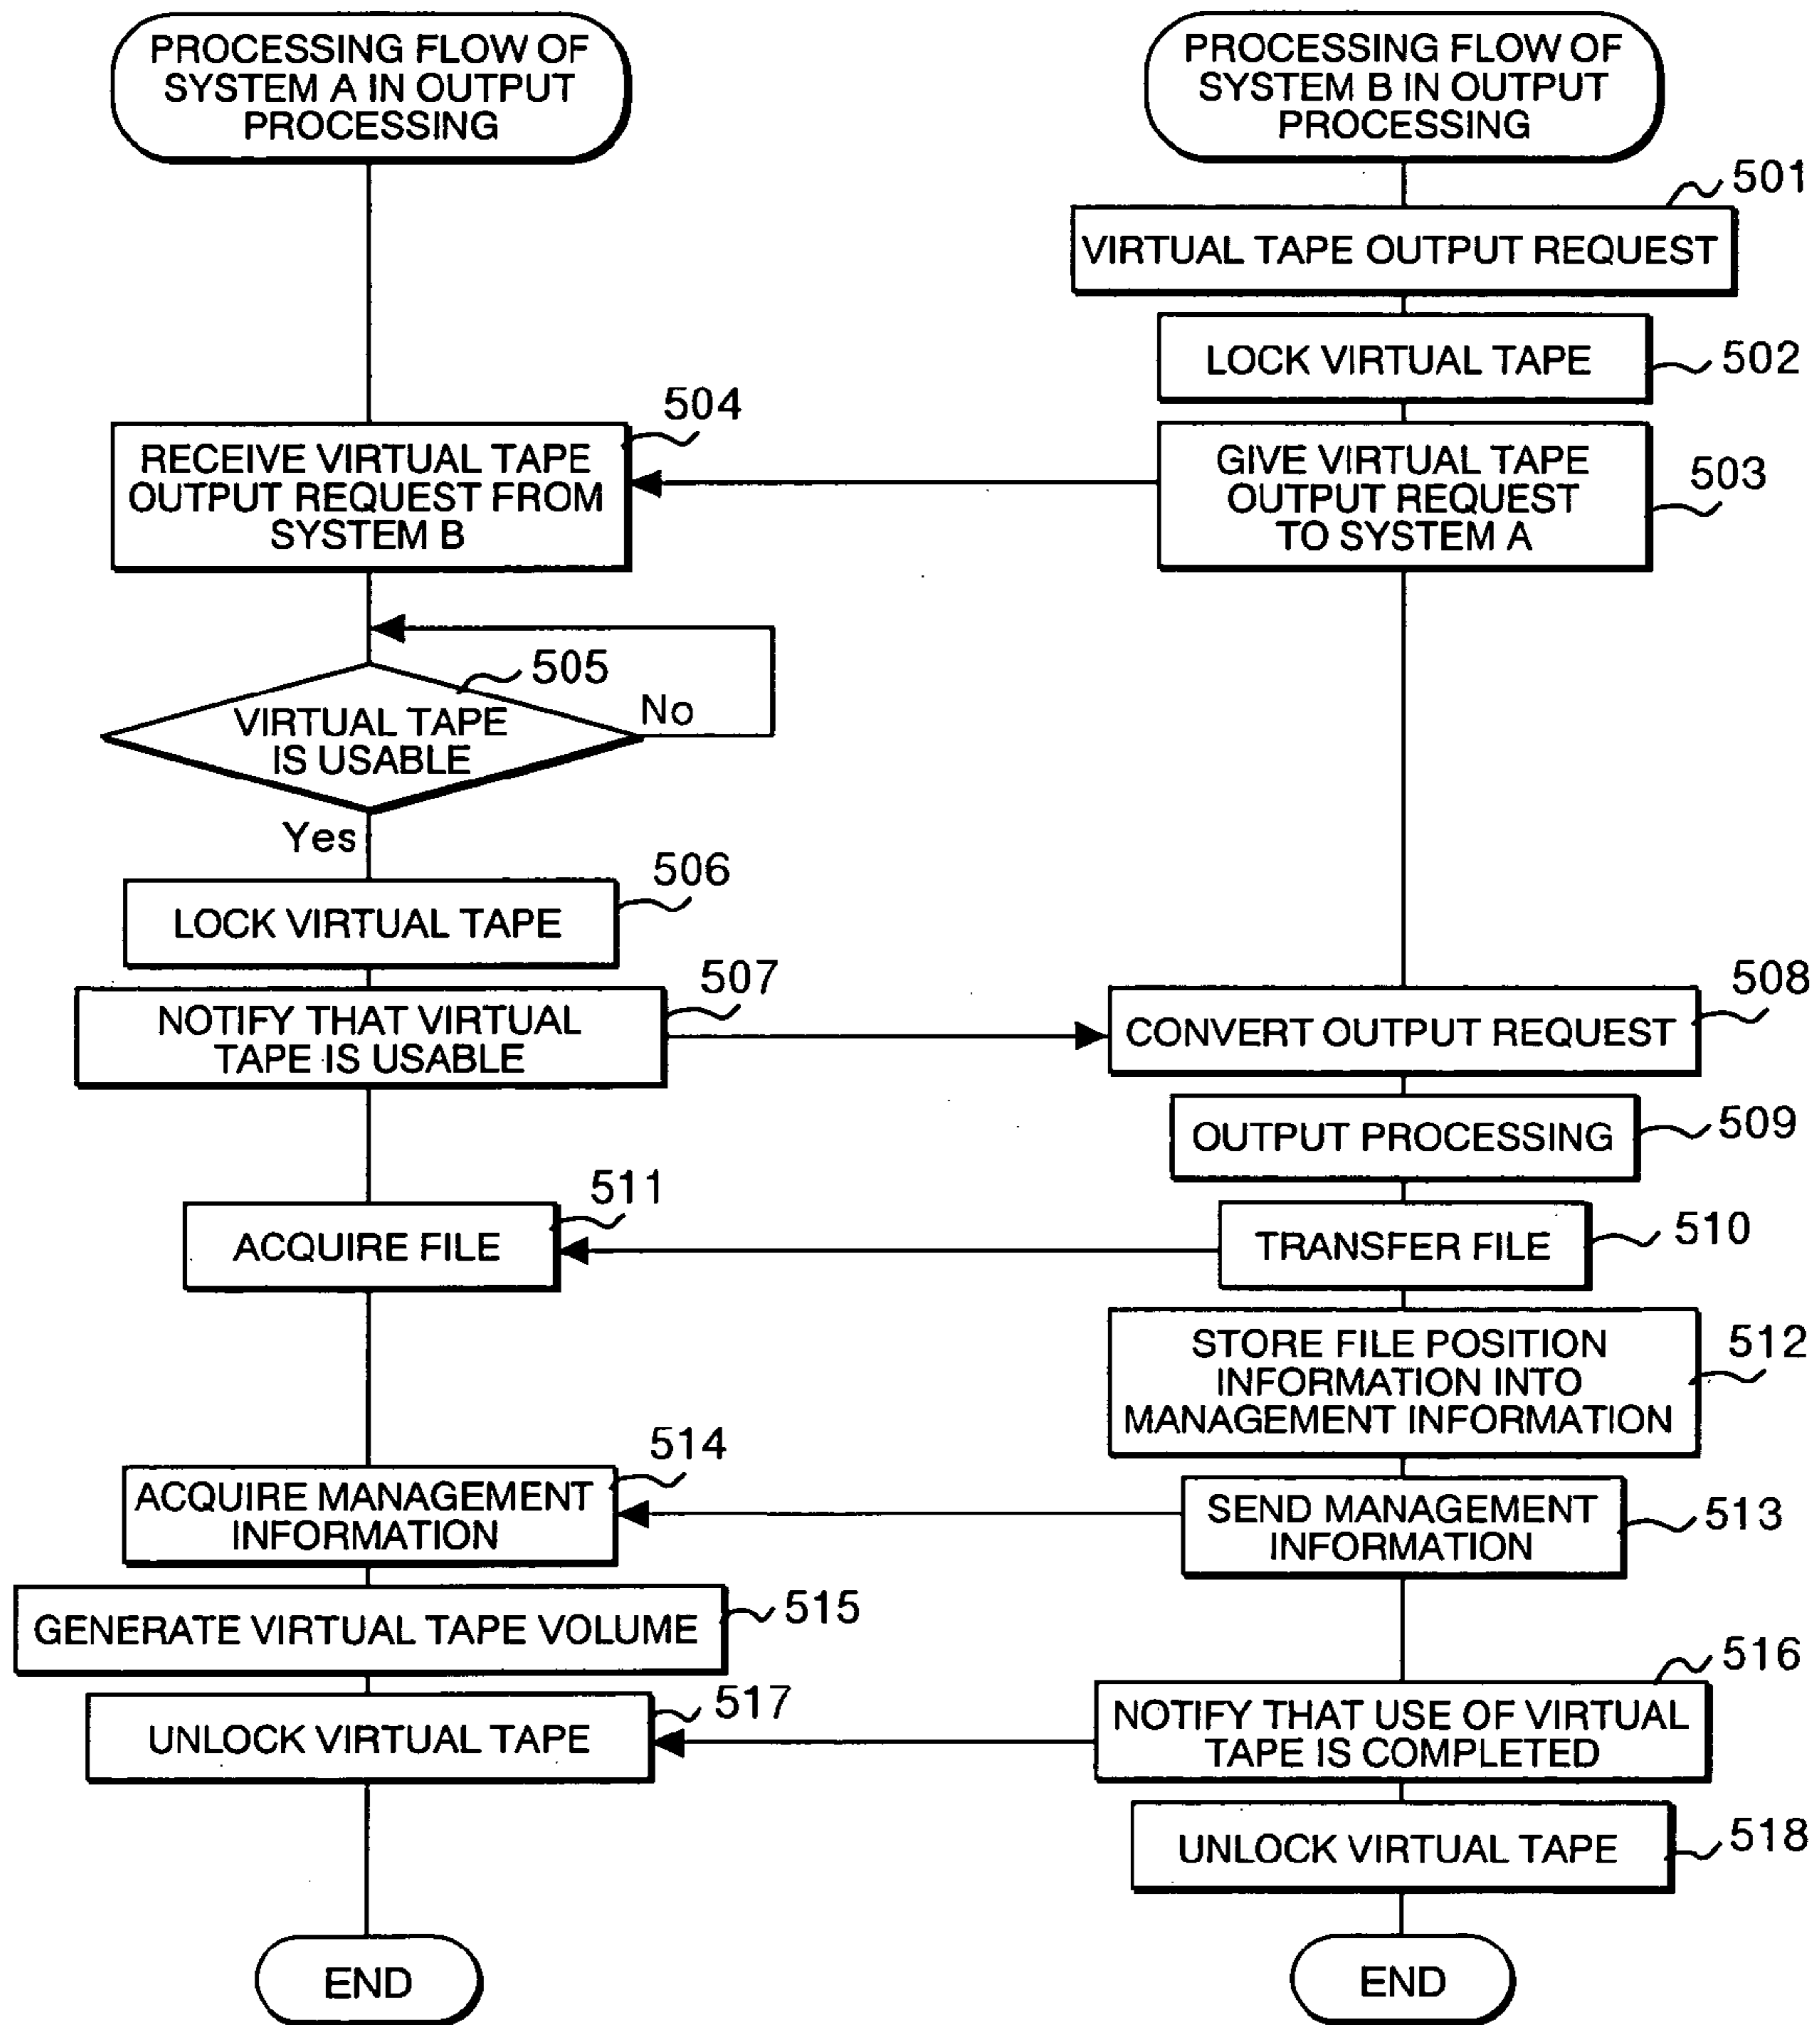 PROCESSING FLOW OF
SYSTEM A IN OUTPUT
PROCESSING
PROCESSING FLOW OF
SYSTEM B IN OUTPUT
PROCESSING
501
VIRTUAL TAPE OUTPUT REQUEST
LOCK VIRTUAL TAPE
502
504
RECEIVE VIRTUAL TAPE
OUTPUT REQUEST FROM
SYSTEM B
GIVE VIRTUAL TAPE
OUTPUT REQUEST
TO SYSTEM A
503
505
VIRTUAL TAPE
IS USABLE
No
Yes
506
LOCK VIRTUAL TAPE
507
NOTIFY THAT VIRTUAL
TAPE IS USABLE
508
CONVERT OUTPUT REQUEST
OUTPUT PROCESSING
509
511
ACQUIRE FILE
TRANSFER FILE
510
STORE FILE POSITION
INFORMATION INTO
MANAGEMENT INFORMATION
512
514
ACQUIRE MANAGEMENT
INFORMATION
SEND MANAGEMENT
INFORMATION
513
GENERATE VIRTUAL TAPE VOLUME
515
516
NOTIFY THAT USE OF VIRTUAL
TAPE IS COMPLETED
517
UNLOCK VIRTUAL TAPE
UNLOCK VIRTUAL TAPE
518
END
END